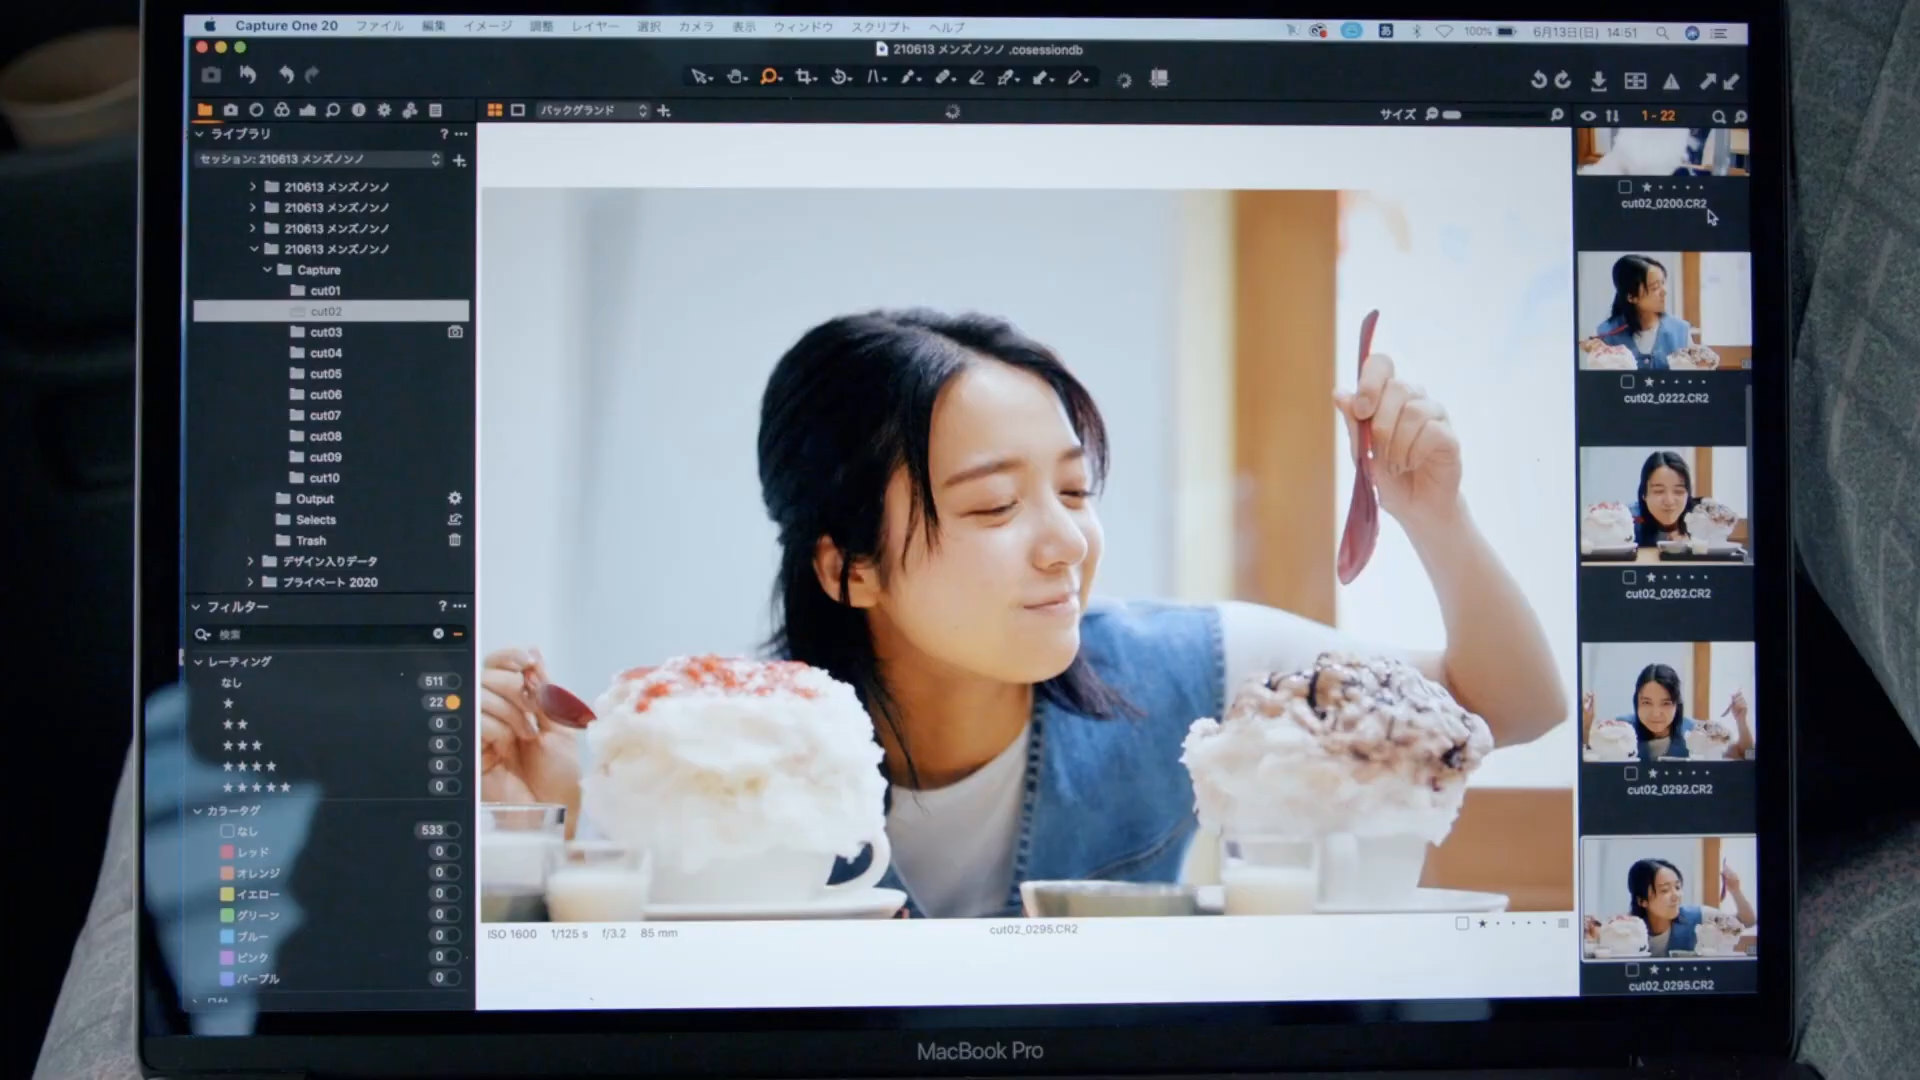 Capture One 20 ファイル 編集 イメージ 調整 レイヤー 選択 カメラ 表示 ウィンドウ スクリプト ヘルプ
100% 6月13日(日) 14:51
210613 メンズノンノ .cosessiondb
バックグランド
サイズ
1 - 22
ライブラリ ?
セッション: 210613 メンズノンノ
210613 メンズノンノ
210613 メンズノンノ
210613 メンズノンノ
210613 メンズノンノ
Capture
cut01
cut02
cut03
cut04
cut05
cut06
cut07
cut08
cut09
cut10
Output
Selects
Trash
デザイン入りデータ
プライベート 2020
フィルター ?
検索
レーティング
なし 511
★ 22
★★ 0
★★★ 0
★★★★ 0
★★★★★ 0
カラータグ
なし 533
レッド 0
オレンジ 0
イエロー 0
グリーン 0
ブルー 0
ピンク 0
パープル 0
ISO 1600 1/125 s f/3.2 85 mm
cut02_0295.CR2
cut02_0200.CR2
cut02_0222.CR2
cut02_0262.CR2
cut02_0292.CR2
cut02_0295.CR2
MacBook Pro